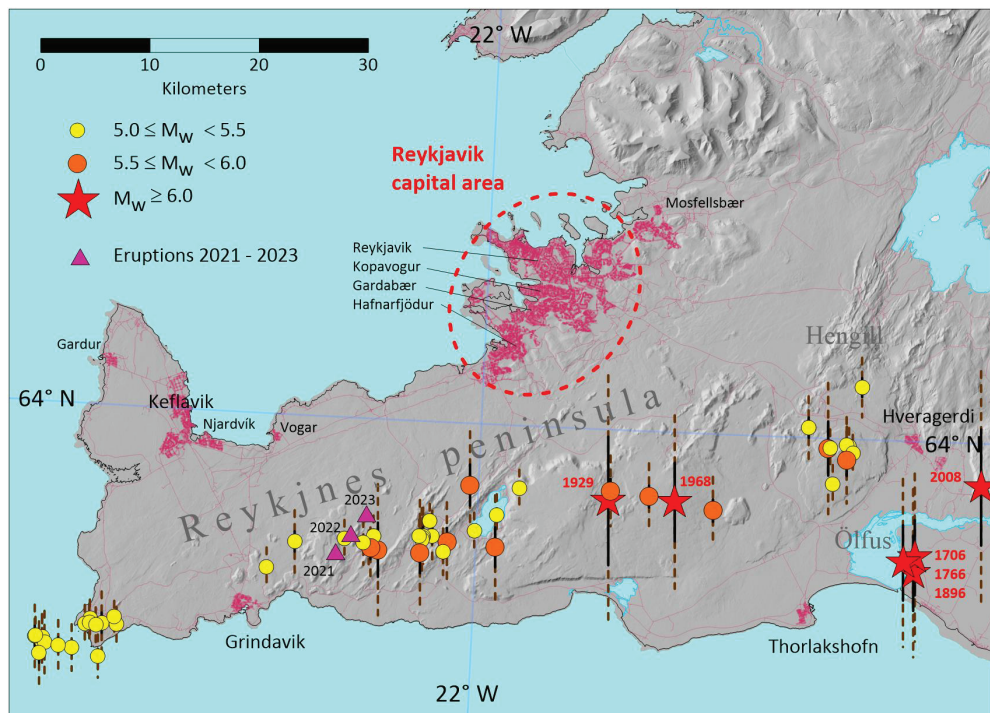 22° W
0 10 20 30
Kilometers
5.0 ≤ Mw < 5.5
5.5 ≤ Mw < 6.0
Mw ≥ 6.0
Eruptions 2021 - 2023
Reykjavik
capital area
Mosfellsbær
Reykjavik
Kopavogur
Gardabær
Hafnarfjödur
Hengill
Gardur
64° N
Keflavik
Njardvík
Vogar
Reykjnes peninsula
Hveragerdi
64° N
1929
1968
2008
2023
2022
2021
Ölfus
1706
1766
1896
Grindavik
Thorlakshofn
22° W